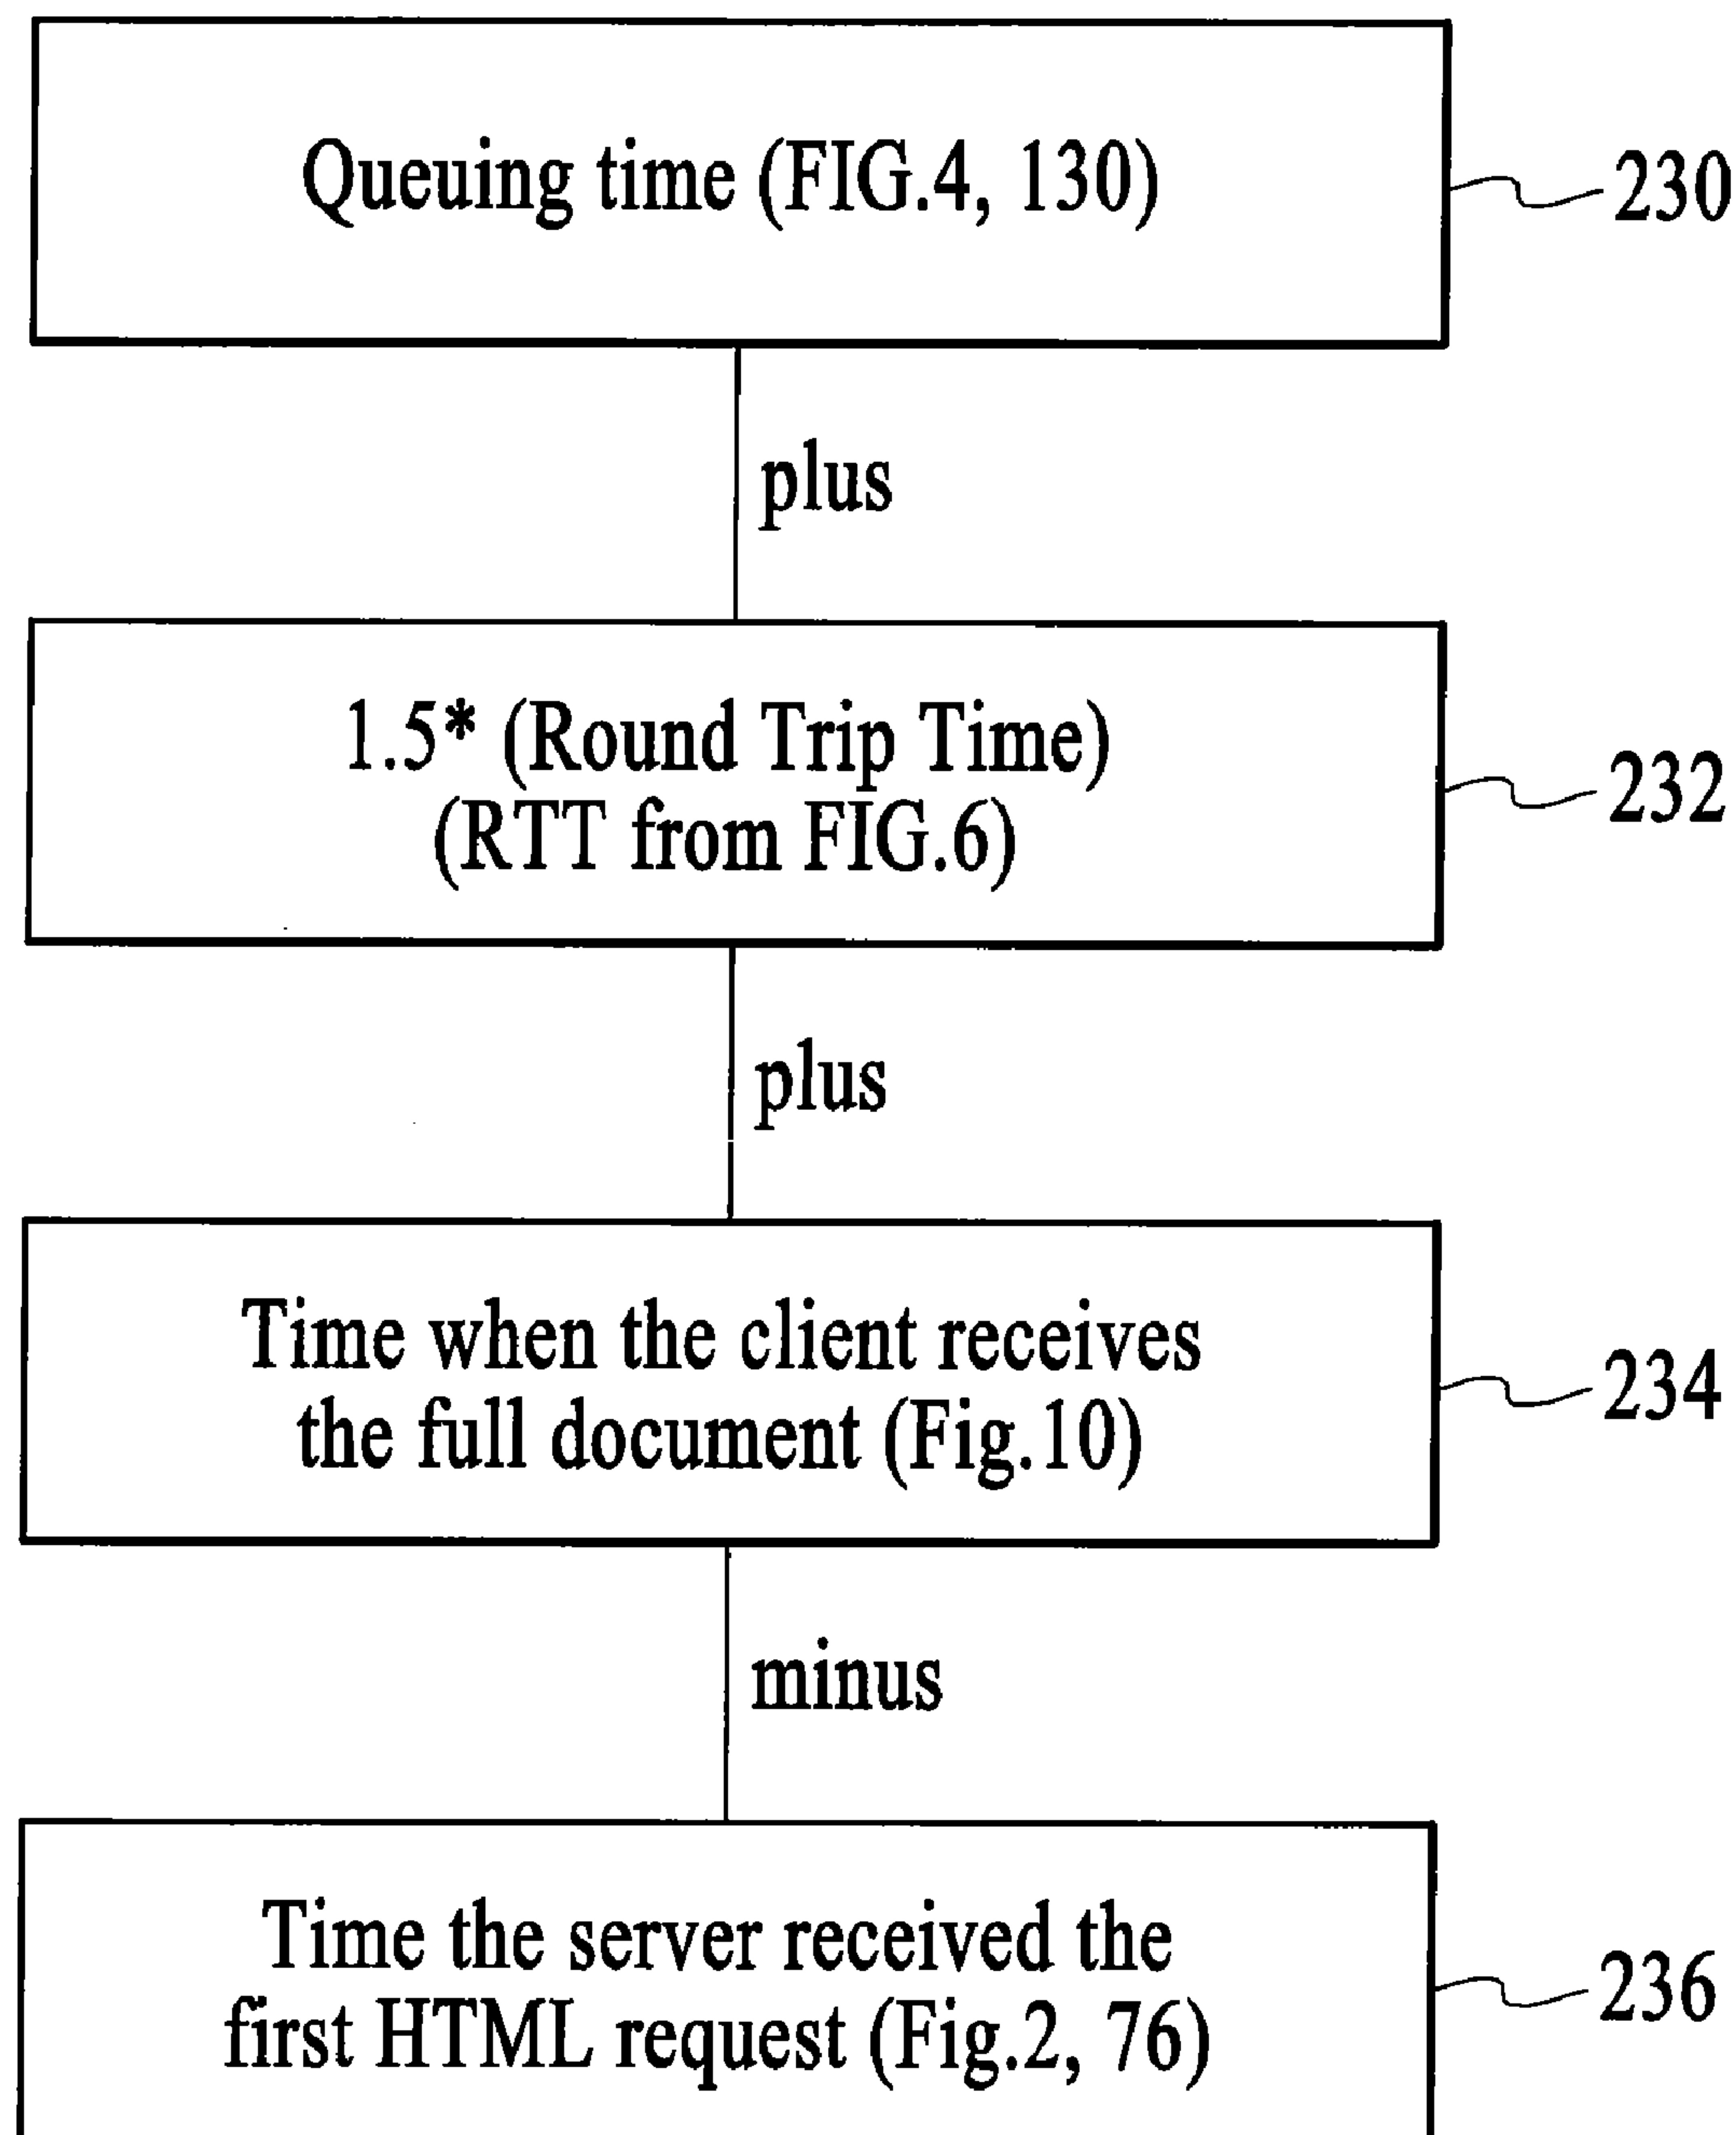 Queuing time (FIG.4, 130)
230
plus
1.5* (Round Trip Time)
(RTT from FIG.6)
232
plus
Time when the client receives
the full document (Fig.10)
234
minus
Time the server received the
first HTML request (Fig.2, 76)
236